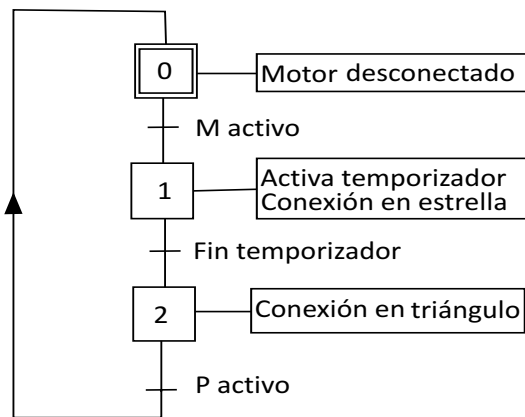 0
Motor desconectado
M activo
1
Activa temporizador
Conexión en estrella
Fin temporizador
2
Conexión en triángulo
P activo